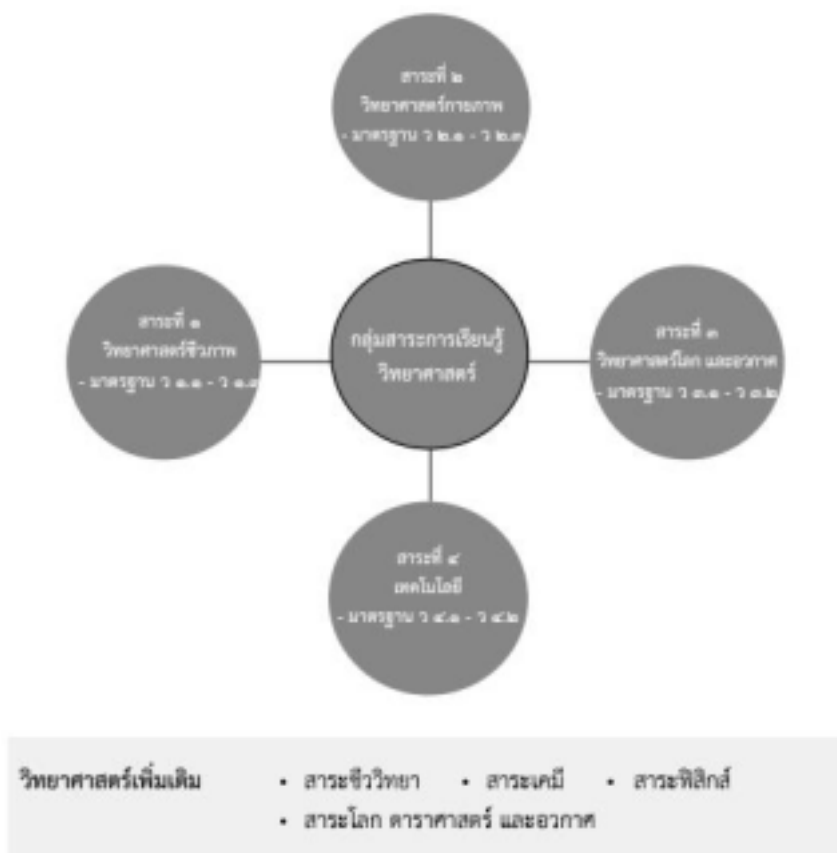 สาระที่ ๒
วิทยาศาสตร์กายภาพ
- มาตรฐาน ว ๒.๑ - ว ๒.๓
สาระที่ ๑
วิทยาศาสตร์ชีวภาพ
- มาตรฐาน ว ๑.๑ - ว ๑.๓
กลุ่มสาระการเรียนรู้
วิทยาศาสตร์
สาระที่ ๓
วิทยาศาสตร์โลก และอวกาศ
- มาตรฐาน ว ๓.๑ - ว ๓.๒
สาระที่ ๔
เทคโนโลยี
- มาตรฐาน ว ๔.๑ - ว ๔.๒
วิทยาศาสตร์เพิ่มเติม • สาระชีววิทยา • สาระเคมี • สาระฟิสิกส์
• สาระโลก ดาราศาสตร์ และอวกาศ